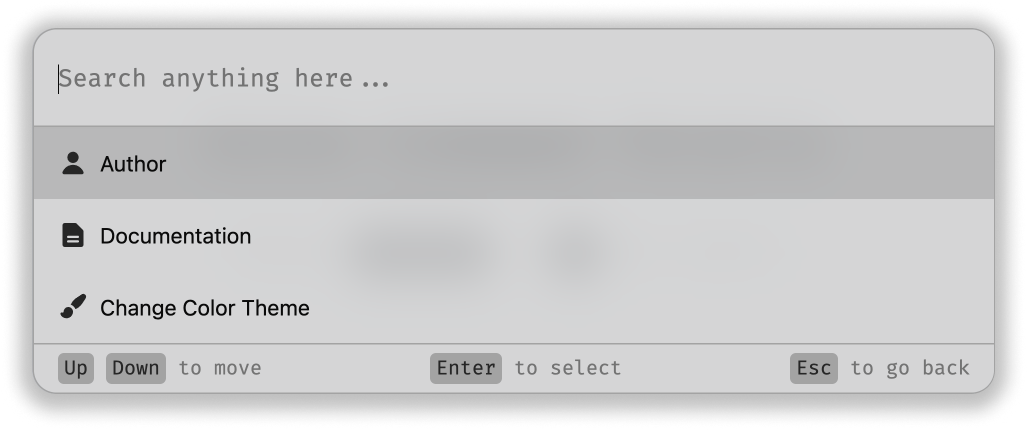 Search anything here...
Author
Documentation
Change Color Theme
Up Down to move Enter to select Esc to go back